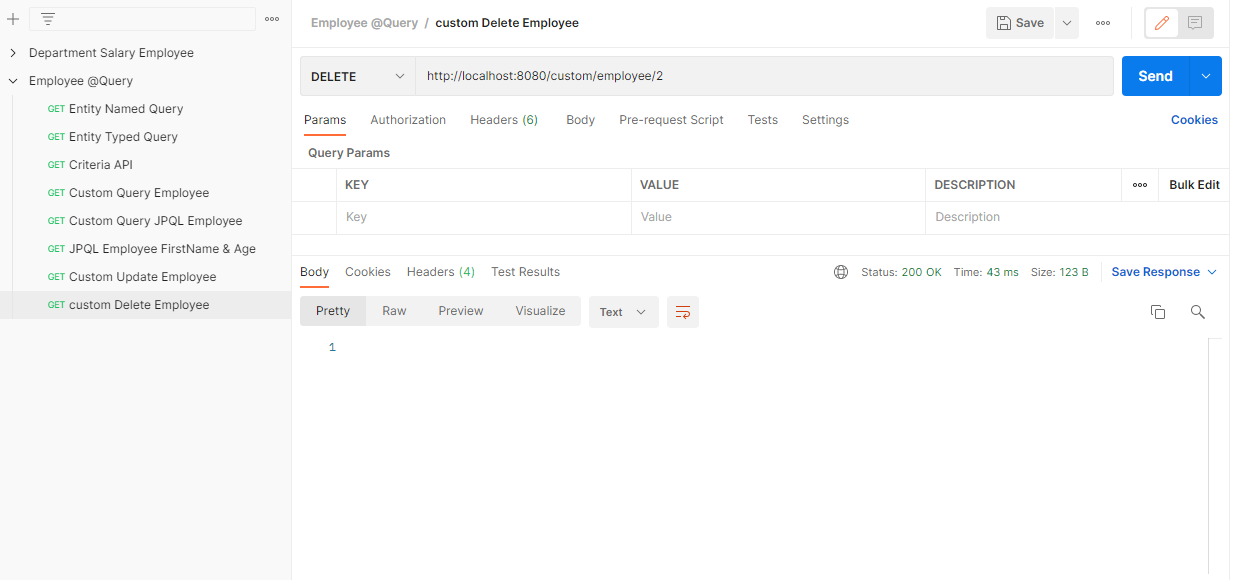 Department Salary Employee
Employee @Query
GET Entity Named Query
GET Entity Typed Query
GET Criteria API
GET Custom Query Employee
GET Custom Query JPQL Employee
GET JPQL Employee FirstName & Age
GET Custom Update Employee
GET custom Delete Employee
Employee @Query / custom Delete Employee
Save
DELETE http://localhost:8080/custom/employee/2 Send
Params Authorization Headers (6) Body Pre-request Script Tests Settings Cookies
Query Params
KEY VALUE DESCRIPTION Bulk Edit
Key Value Description
Body Cookies Headers (4) Test Results Status: 200 OK Time: 43 ms Size: 123 B Save Response
Pretty Raw Preview Visualize Text
1